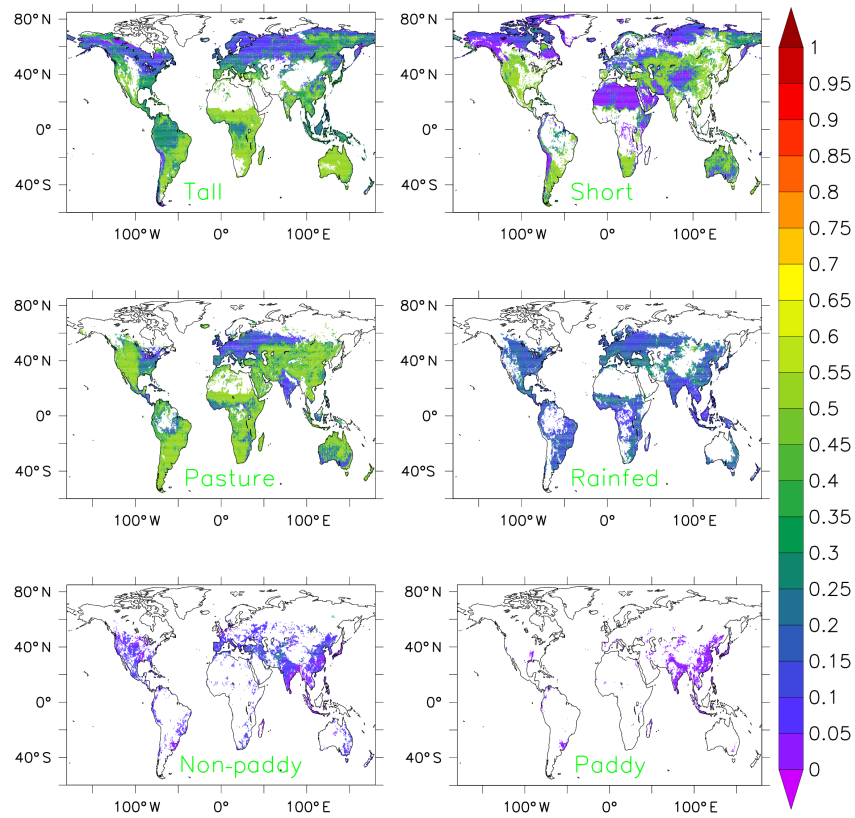 80°N
40°N
0°
40°S
Tall
100°W 0° 100°E
80°N
40°N
0°
40°S
Short
100°W 0° 100°E
80°N
40°N
0°
40°S
Pasture
100°W 0° 100°E
80°N
40°N
0°
40°S
Rainfed
100°W 0° 100°E
80°N
40°N
0°
40°S
Non-paddy
100°W 0° 100°E
80°N
40°N
0°
40°S
Paddy
100°W 0° 100°E
1
0.95
0.9
0.85
0.8
0.75
0.7
0.65
0.6
0.55
0.5
0.45
0.4
0.35
0.3
0.25
0.2
0.15
0.1
0.05
0